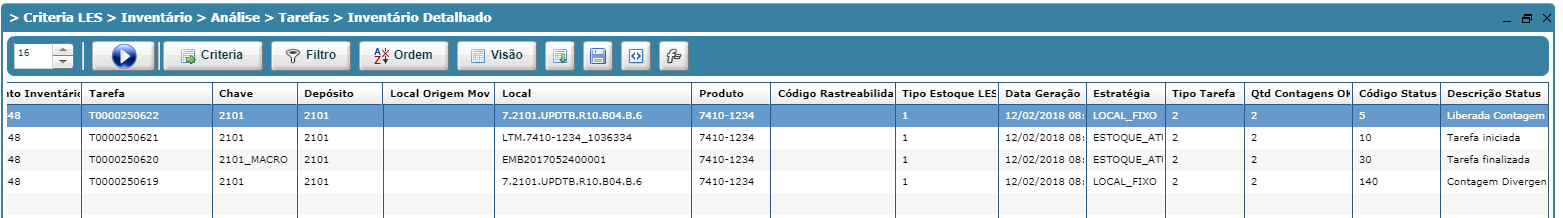 > Criteria LES > Inventário > Análise > Tarefas > Inventário Detalhado
16 Criteria Filtro Ordem Visão
nto Inventário Tarefa Chave Depósito Local Origem Mov Local Produto Código Rastreabilida Tipo Estoque LES Data Geração Estratégia Tipo Tarefa Qtd Contagens OK Código Status Descrição Status
48 T0000250622 2101 2101 7.2101.UPDTB.R10.B04.B.6 7410-1234 1 12/02/2018 08: LOCAL_FIXO 2 2 5 Liberada Contagem
48 T0000250621 2101 2101 LTM.7410-1234_1036334 7410-1234 1 12/02/2018 08: ESTOQUE_ATI 2 2 10 Tarefa iniciada
48 T0000250620 2101_MACRO 2101 EMB2017052400001 7410-1234 1 12/02/2018 08: ESTOQUE_ATI 2 2 30 Tarefa finalizada
48 T0000250619 2101 2101 7.2101.UPDTB.R10.B04.B.6 7410-1234 1 12/02/2018 08: LOCAL_FIXO 2 2 140 Contagem Divergen